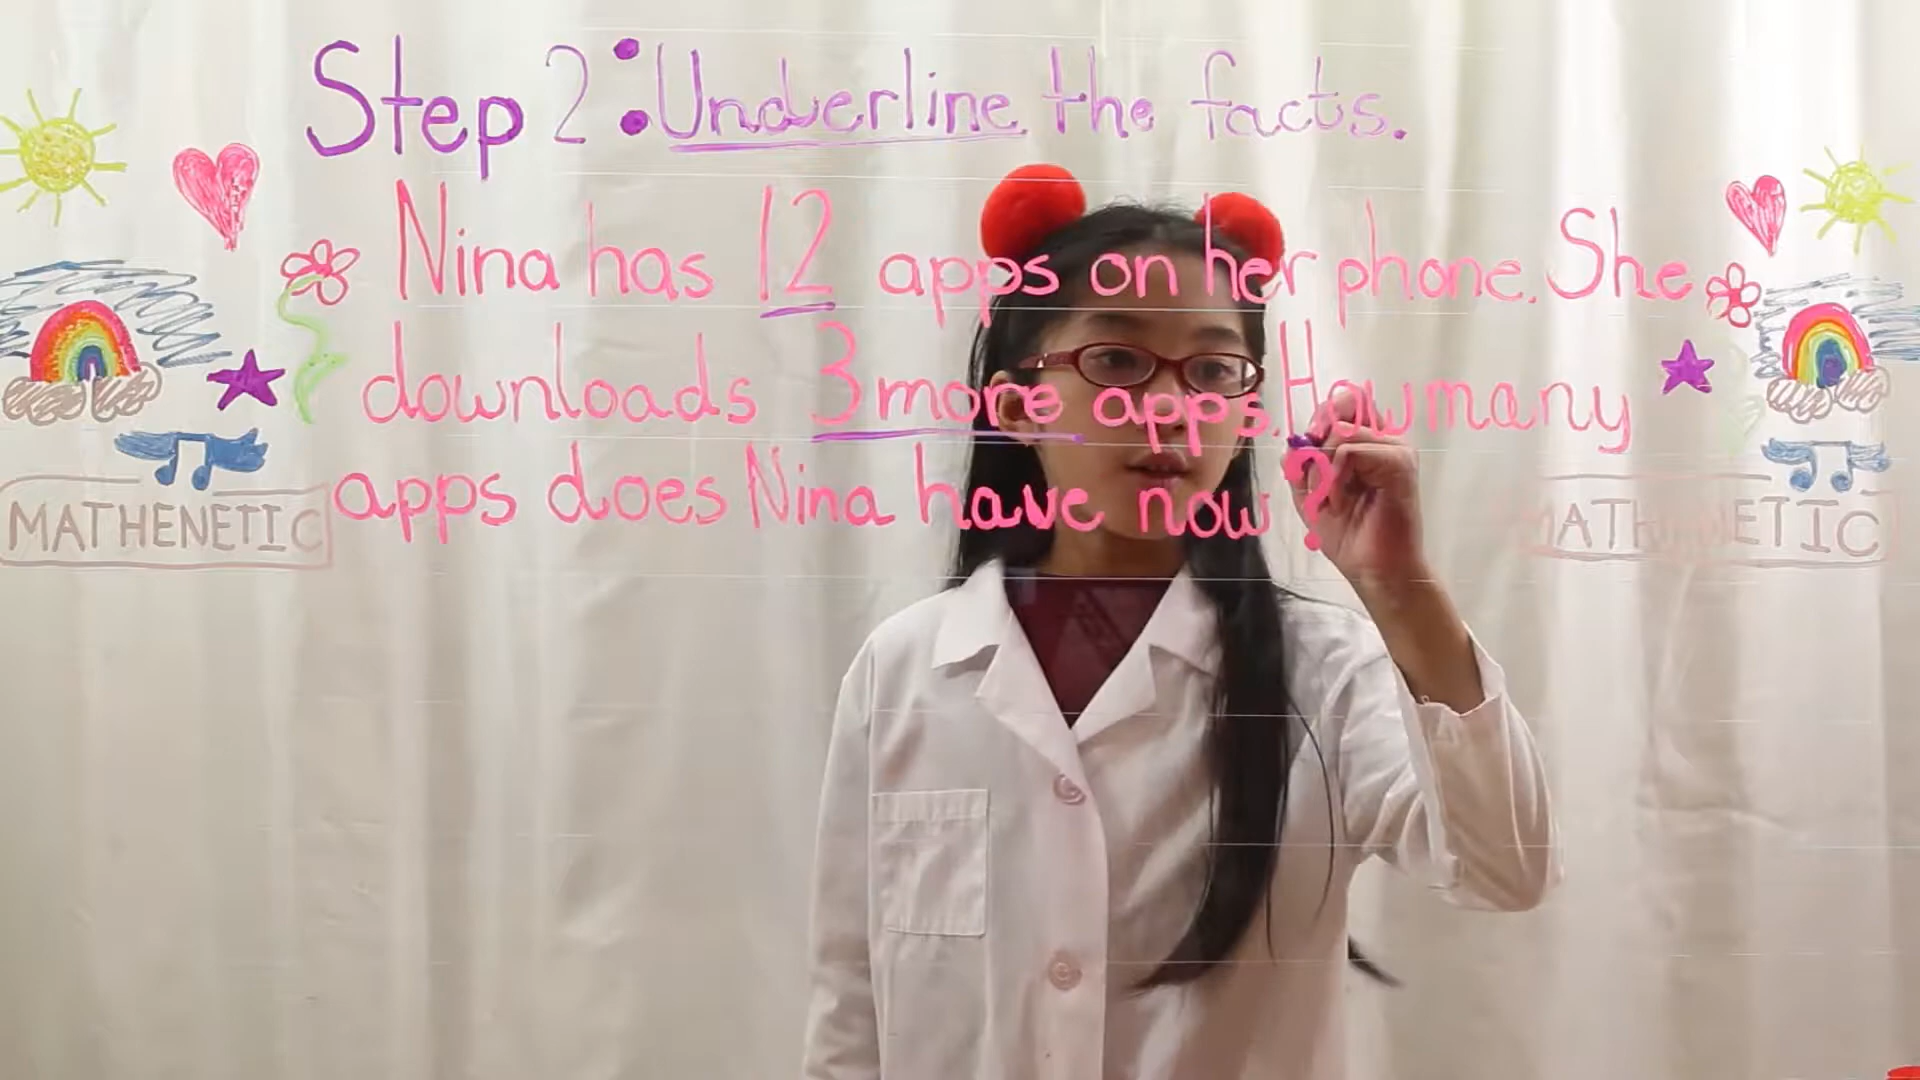 Step 2: Underline the facts.
Nina has 12 apps on her phone. She
downloads 3 more apps. How many
apps does Nina have now?
MATHENETIC
MATHENETIC